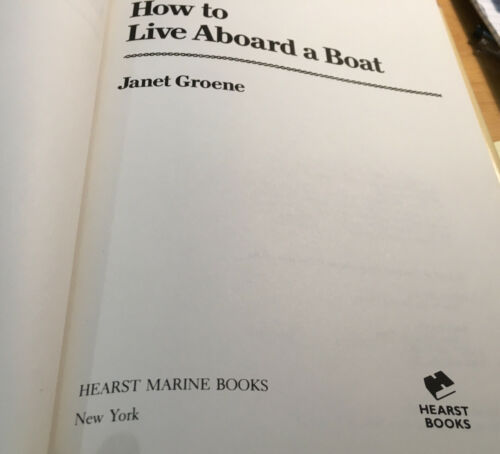 How to
Live Aboard a Boat
Janet Groene
HEARST MARINE BOOKS
New York
HEARST
BOOKS